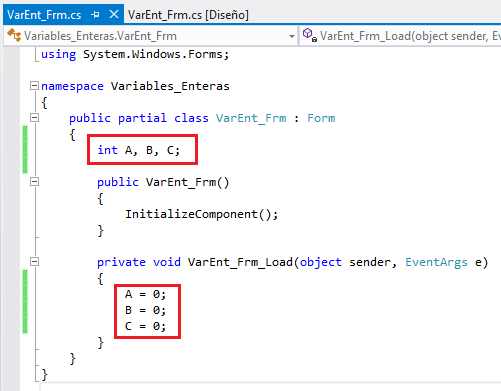 VarEnt_Frm.cs VarEnt_Frm.cs [Diseño]
Variables_Enteras.VarEnt_Frm VarEnt_Frm_Load(object sender, Ev
using System.Windows.Forms;
namespace Variables_Enteras
{
public partial class VarEnt_Frm : Form
{
int A, B, C;
public VarEnt_Frm()
{
InitializeComponent();
}
private void VarEnt_Frm_Load(object sender, EventArgs e)
{
A = 0;
B = 0;
C = 0;
}
}
}